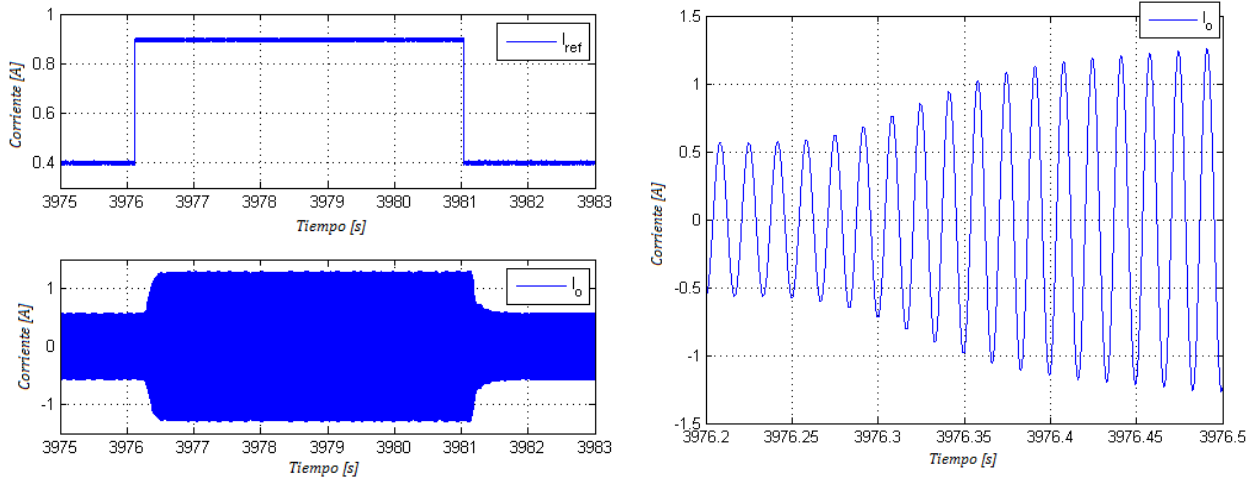 1
0.8
0.6
0.4
Corriente [A]
I_ref
3975 3976 3977 3978 3979 3980 3981 3982 3983
Tiempo [s]
1
0
-1
Corriente [A]
I_o
3975 3976 3977 3978 3979 3980 3981 3982 3983
Tiempo [s]
1.5
1
0.5
0
-0.5
-1
-1.5
Corriente [A]
I_o
3976.2 3976.25 3976.3 3976.35 3976.4 3976.45 3976.5
Tiempo [s]